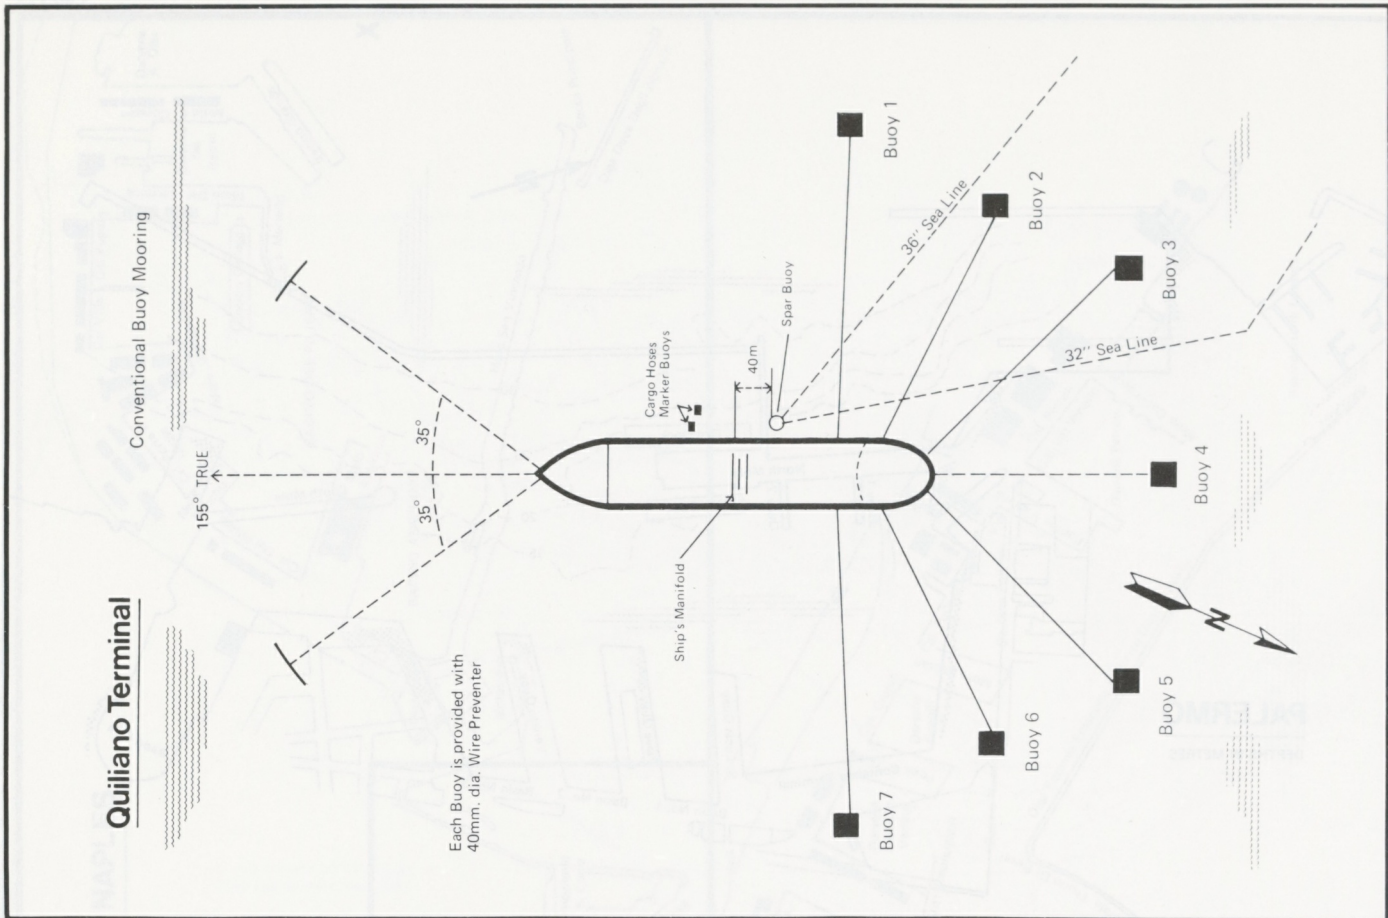 Quiliano Terminal
Conventional Buoy Mooring
155° TRUE
35°
35°
Each Buoy is provided with
40mm. dia. Wire Preventer
Ship's Manifold
Cargo Hoses
Marker Buoys
40m
Spar Buoy
36" Sea Line
32" Sea Line
Buoy 1
Buoy 2
Buoy 3
Buoy 4
Buoy 5
Buoy 6
Buoy 7
N
NAPLES
PALERMO